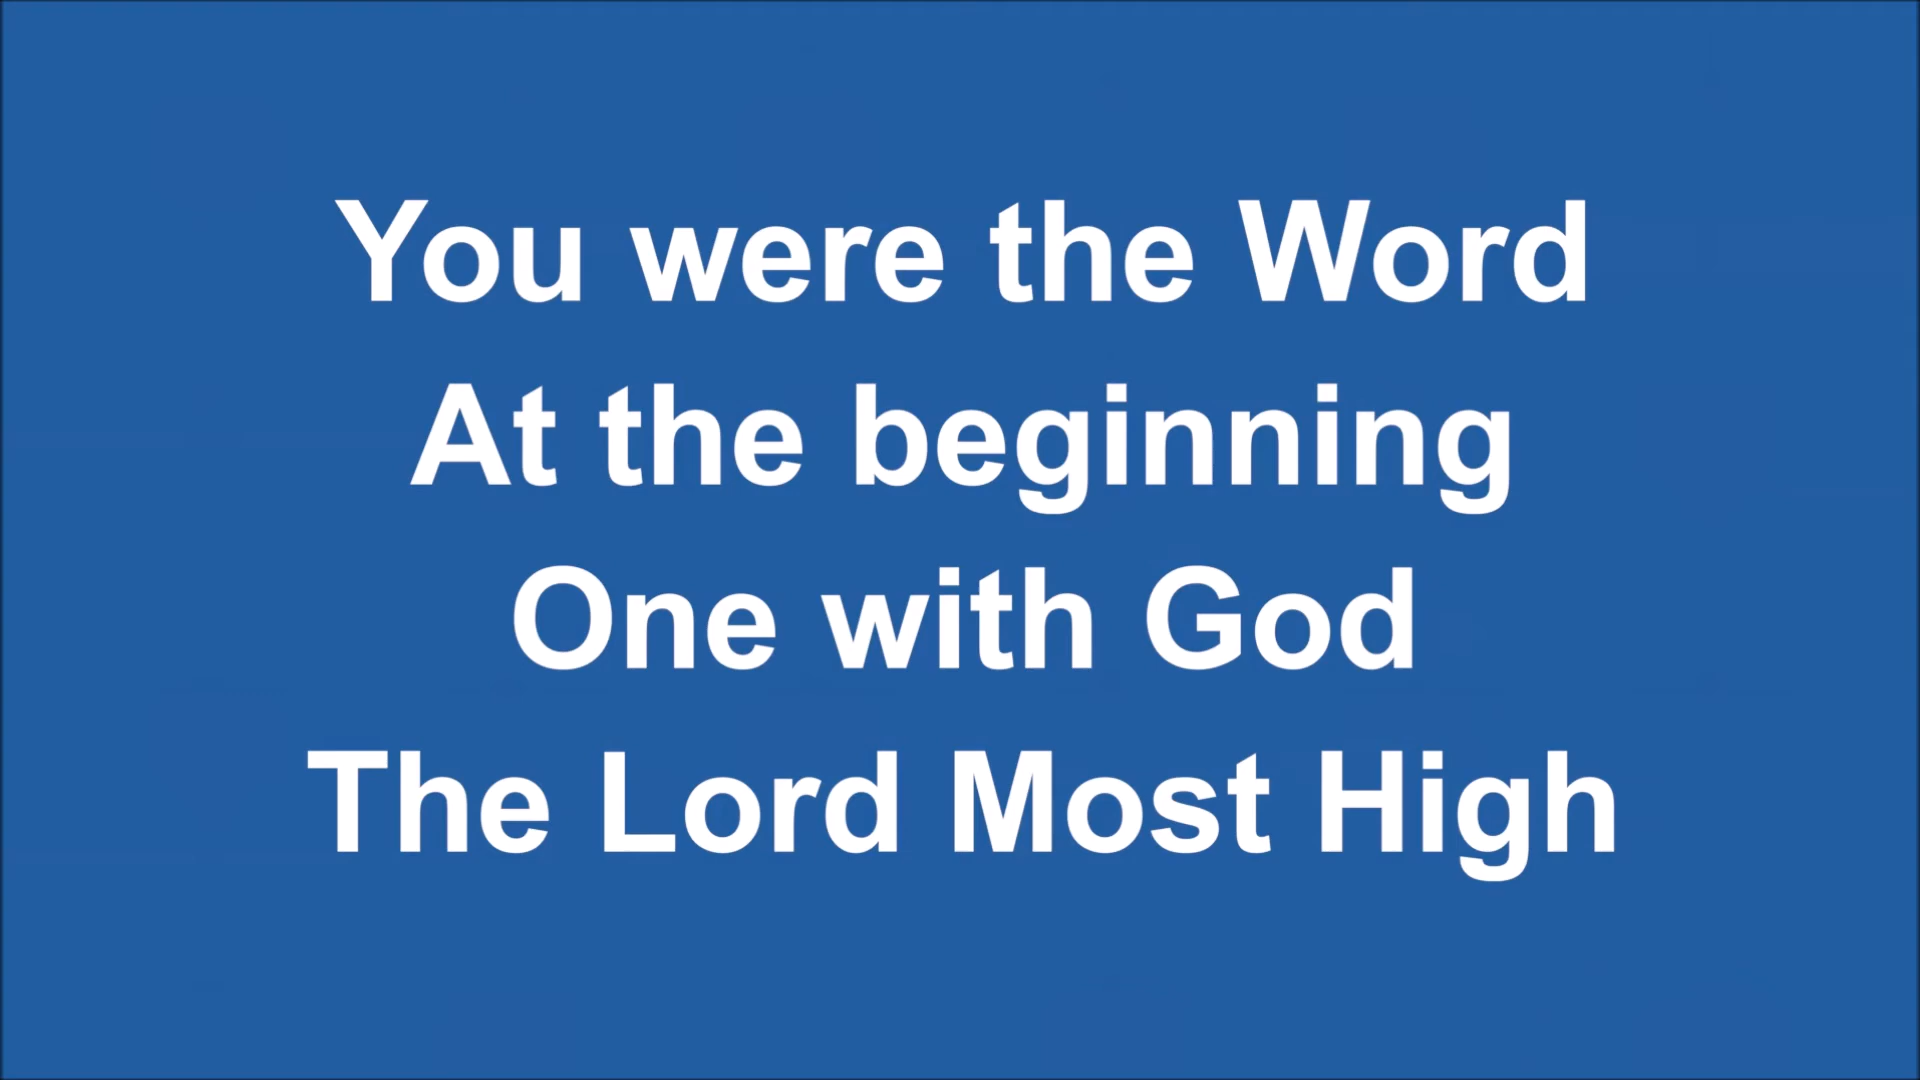 You were the Word
At the beginning
One with God
The Lord Most High